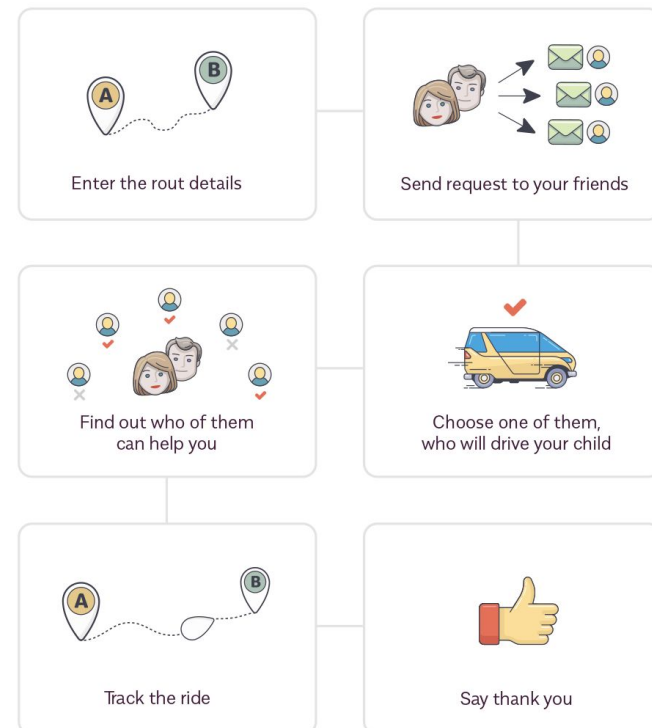 A
B
Enter the rout details
Send request to your friends
Find out who of them
can help you
Choose one of them,
who will drive your child
A
B
Track the ride
Say thank you